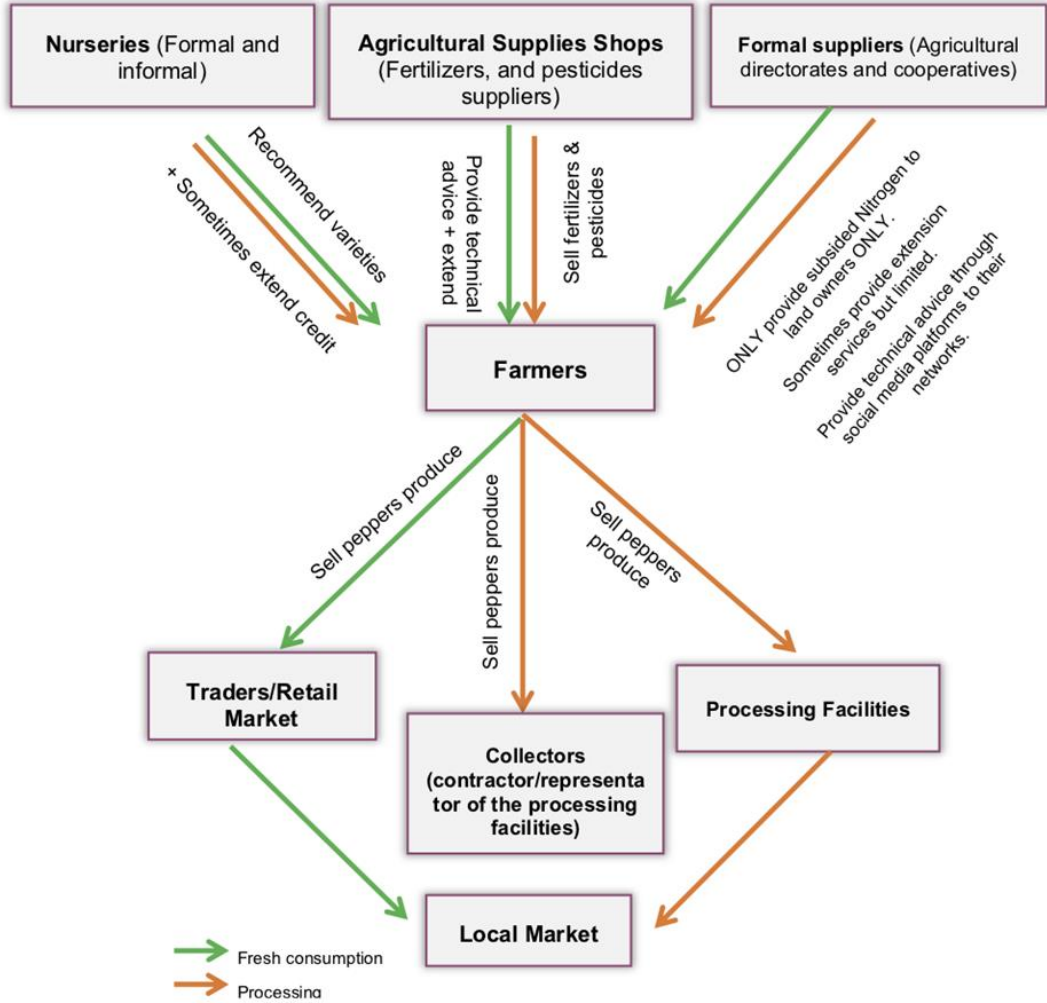 Nurseries (Formal and
informal)
Agricultural Supplies Shops
(Fertilizers, and pesticides
suppliers)
Formal suppliers (Agricultural
directorates and cooperatives)
Recommend varieties
+ Sometimes extend credit
Provide technical
advice + extend
Sell fertilizers &
pesticides
ONLY provide subsided Nitrogen to
land owners ONLY.
Sometimes provide extension
services but limited.
Provide technical advice through
social media platforms to their
networks.
Farmers
Sell peppers produce
Sell peppers produce
Sell peppers
produce
Traders/Retail
Market
Collectors
(contractor/representa
tor of the processing
facilities)
Processing Facilities
Local Market
Fresh consumption
Processing